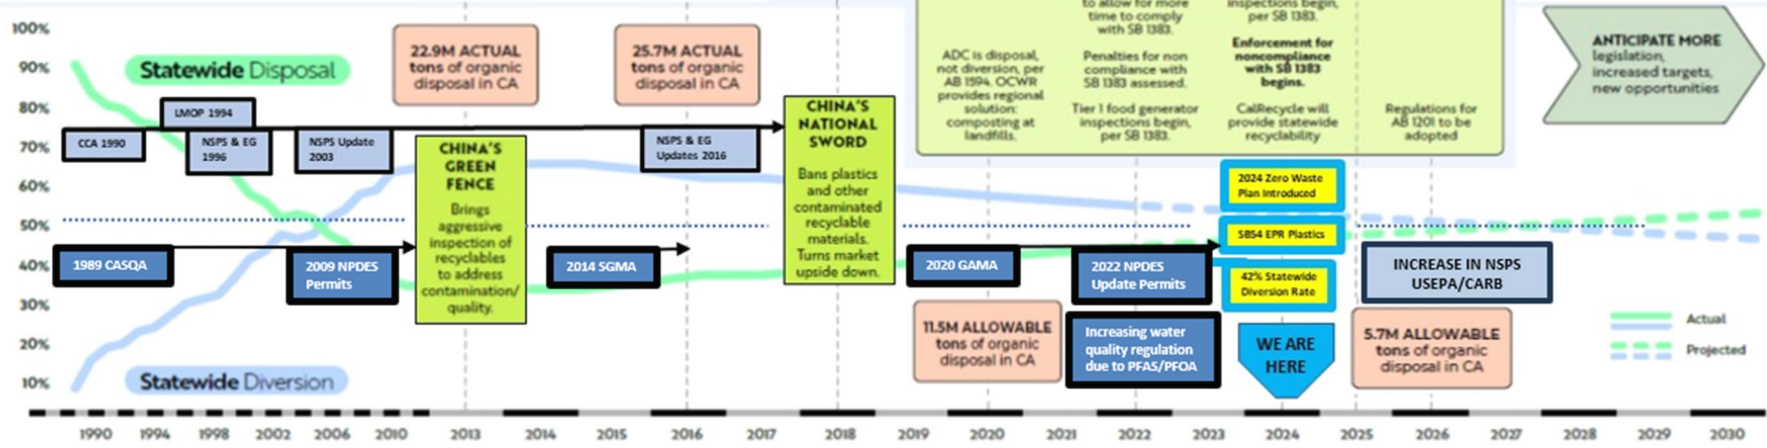 100%
90%
80%
70%
60%
50%
40%
30%
20%
10%
Statewide Disposal
Statewide Diversion
LMOP 1994
CCA 1990
NSPS & EG
1996
NSPS Update
2003
22.9M ACTUAL
tons of organic
disposal in CA
25.7M ACTUAL
tons of organic
disposal in CA
CHINA'S
GREEN
FENCE
Brings
aggressive
inspection of
recyclables
to address
contamination/
quality.
NSPS & EG
Updates 2016
CHINA'S
NATIONAL
SWORD
Bans plastics
and other
contaminated
recyclable
materials.
Turns market
upside down.
1989 CASQA
2009 NPDES
Permits
2014 SGMA
ADC is disposal,
not diversion, per
AB 1594. OCWR
provides regional
solution:
composting at
landfills.
to allow for more
time to comply
with SB 1383.
Penalties for non
compliance with
SB 1383 assessed.
Tier 1 food generator
inspections begin,
per SB 1383.
inspections begin,
per SB 1383.
Enforcement for
noncompliance
with SB 1383
begins.
CalRecycle will
provide statewide
recyclability
Regulations for
AB 1201 to be
adopted
ANTICIPATE MORE
legislation,
increased targets,
new opportunities
2024 Zero Waste
Plan Introduced
SB54 EPR Plastics
42% Statewide
Diversion Rate
2020 GAMA
2022 NPDES
Update Permits
INCREASE IN NSPS
USEPA/CARB
11.5M ALLOWABLE
tons of organic
disposal in CA
Increasing water
quality regulation
due to PFAS/PFOA
WE ARE
HERE
5.7M ALLOWABLE
tons of organic
disposal in CA
Actual
Projected
1990 1994 1998 2002 2006 2010 2013 2014 2015 2016 2017 2018 2019 2020 2021 2022 2023 2024 2025 2026 2027 2028 2029 2030